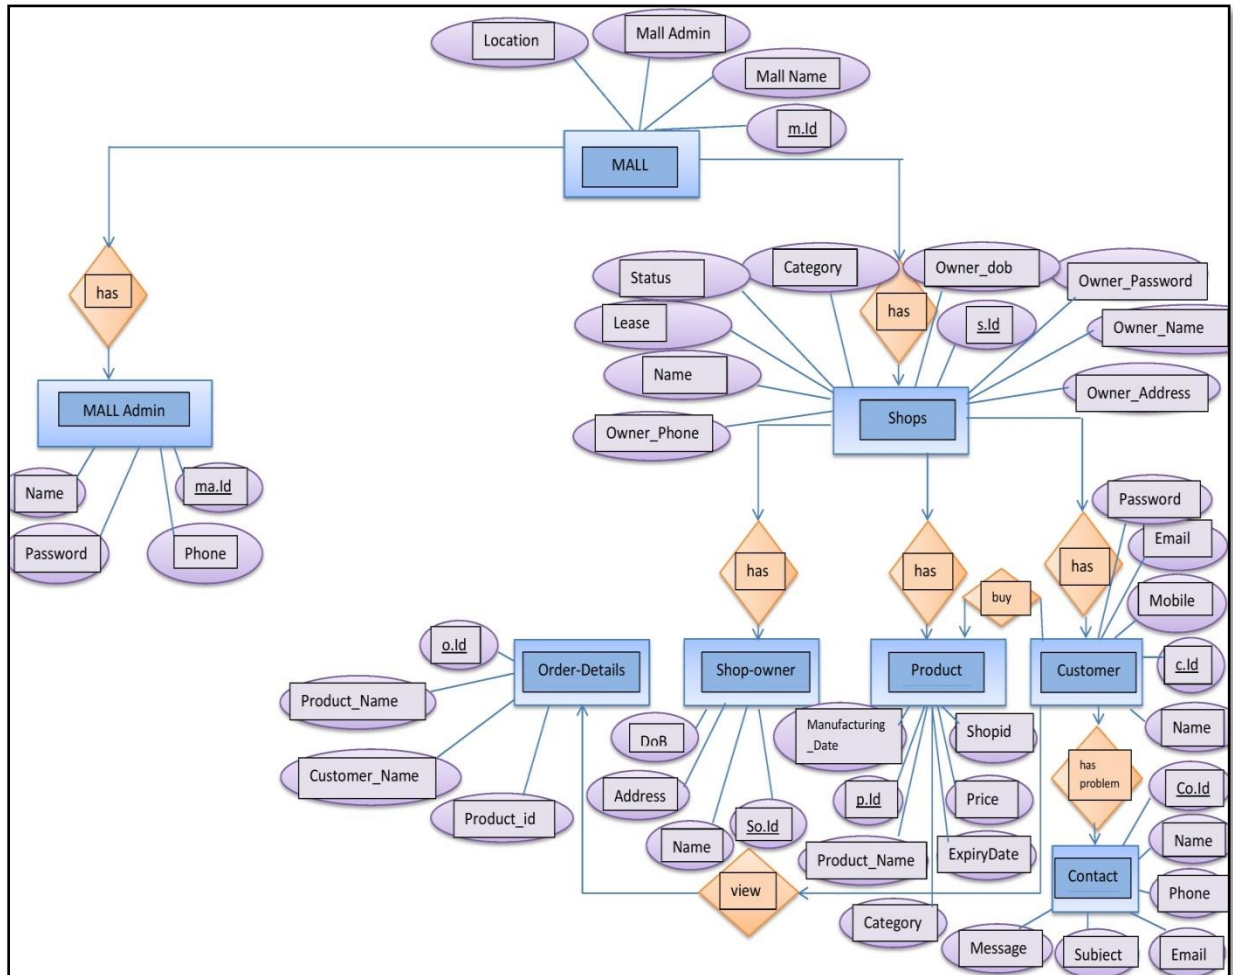 Location
Mall Admin
Mall Name
m.Id
MALL
has
Status
Category
Owner_dob
Owner_Password
Lease
has
s.Id
Owner_Name
Name
Owner_Address
MALL Admin
Shops
Owner_Phone
Name
ma.Id
Password
Phone
Password
Email
has
has
has
buy
Mobile
o.Id
Order-Details
Shop-owner
Product
Customer
c.Id
Product_Name
Manufacturing
_Date
Shopid
Name
DoB
Customer_Name
has
problem
Address
p.Id
Price
Co.Id
Product_id
So.Id
Name
Name
Product_Name
ExpiryDate
Contact
view
Phone
Category
Message
Subject
Email